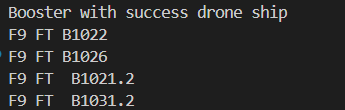 Booster with success drone ship
F9 FT B1022
F9 FT B1026
F9 FT  B1021.2
F9 FT  B1031.2